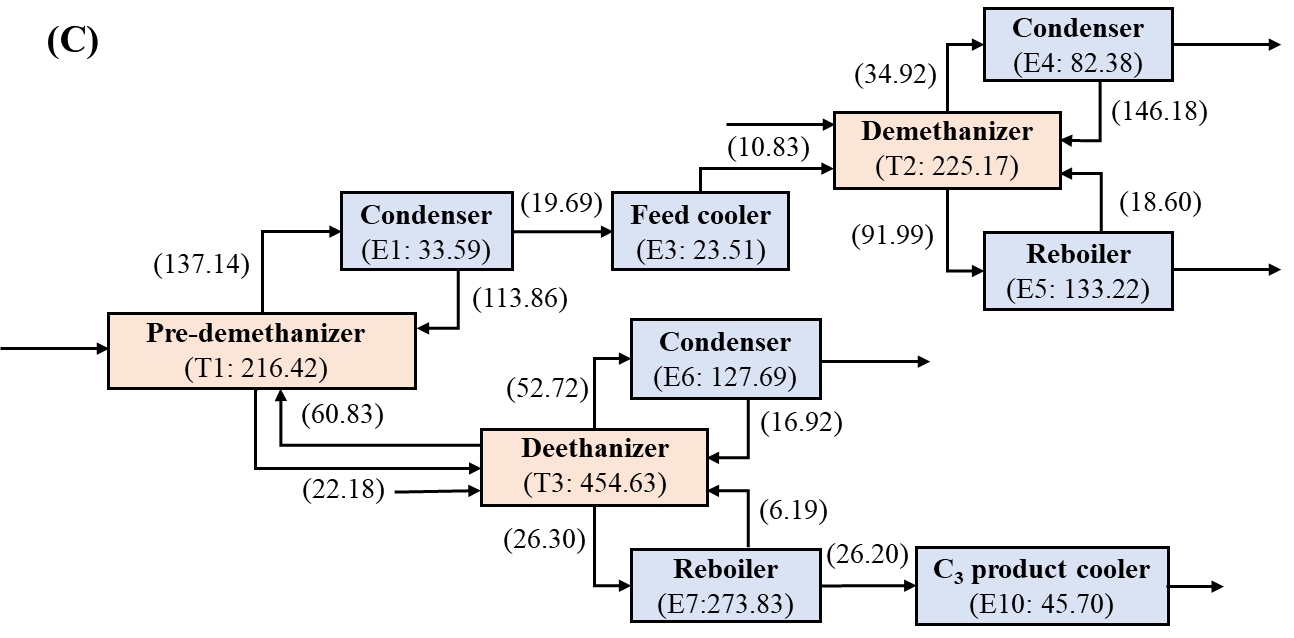 (C)
Condenser
(E4: 82.38)
(34.92)
(146.18)
Demethanizer
(T2: 225.17)
(10.83)
(18.60)
(91.99)
Reboiler
(E5: 133.22)
Condenser
(E1: 33.59)
(19.69)
Feed cooler
(E3: 23.51)
(137.14)
(113.86)
Pre-demethanizer
(T1: 216.42)
Condenser
(E6: 127.69)
(52.72)
(16.92)
(60.83)
Deethanizer
(T3: 454.63)
(22.18)
(6.19)
(26.30)
Reboiler
(E7:273.83)
(26.20)
C₃ product cooler
(E10: 45.70)